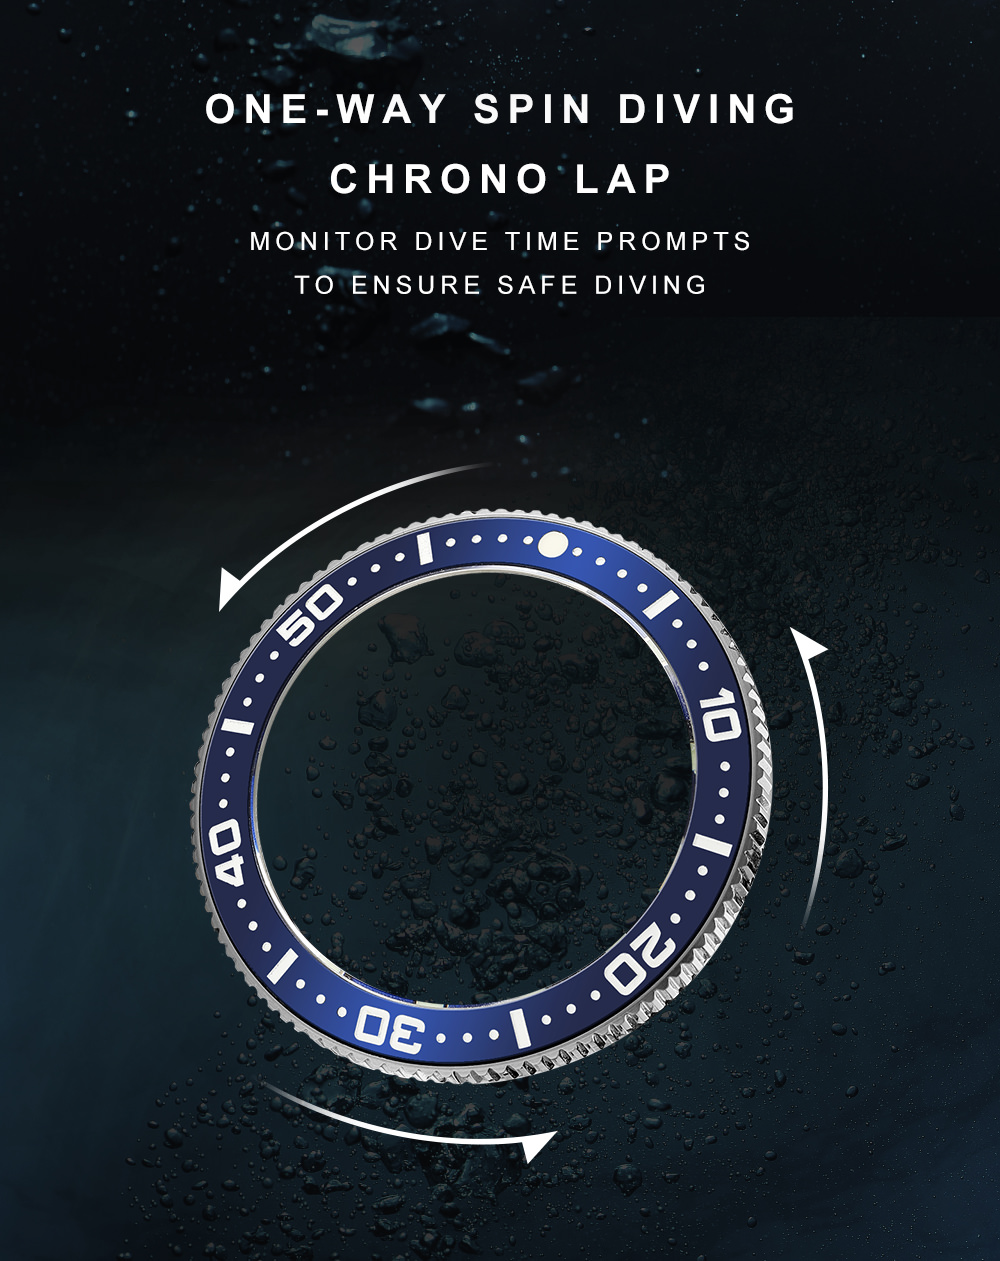 ONE-WAY SPIN DIVING
CHRONO LAP
MONITOR DIVE TIME PROMPTS
TO ENSURE SAFE DIVING
10
20
30
40
50